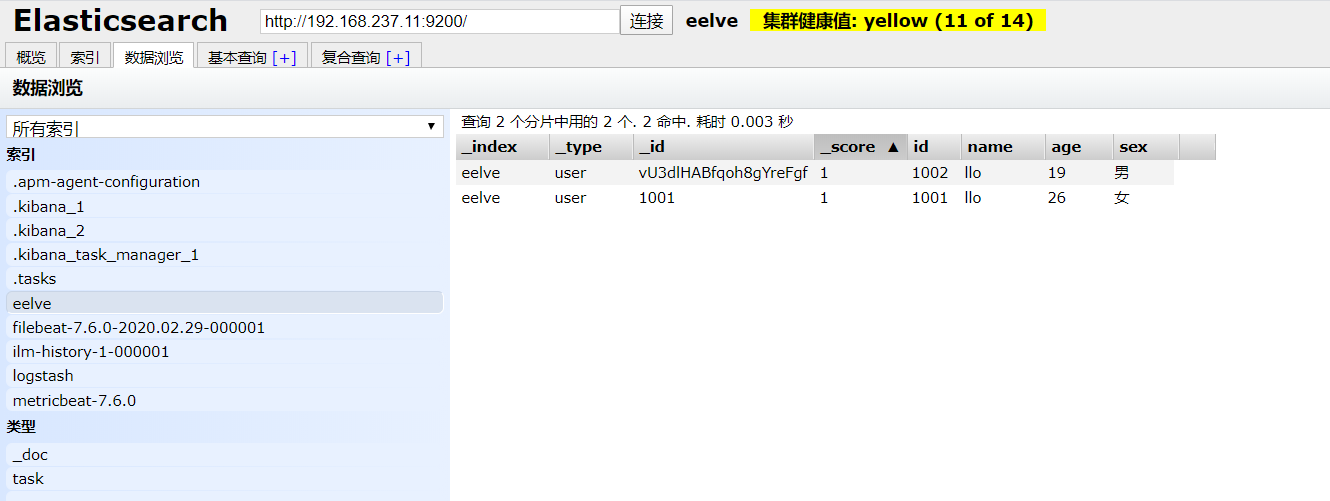 Elasticsearch http://192.168.237.11:9200/ 连接 eelve 集群健康值: yellow (11 of 14)
概览 索引 数据浏览 基本查询 [+] 复合查询 [+]
数据浏览
所有索引 ▼
索引
.apm-agent-configuration
.kibana_1
.kibana_2
.kibana_task_manager_1
.tasks
eelve
filebeat-7.6.0-2020.02.29-000001
ilm-history-1-000001
logstash
metricbeat-7.6.0
类型
_doc
task
查询 2 个分片中用的 2 个. 2 命中. 耗时 0.003 秒
_index _type _id _score ▲ id name age sex
eelve user vU3dlHABfqoh8gYreFgf 1 1002 llo 19 男
eelve user 1001 1 1001 llo 26 女